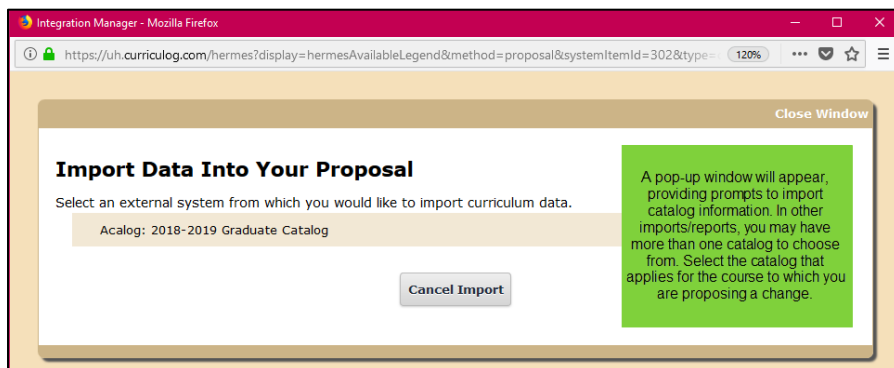 Integration Manager - Mozilla Firefox
https://uh.curriculog.com/hermes?display=hermesAvailableLegend&method=proposal&systemItemId=302&type=
120%
Close Window
Import Data Into Your Proposal
Select an external system from which you would like to import curriculum data.
Acalog: 2018-2019 Graduate Catalog
Cancel Import
A pop-up window will appear,
providing prompts to import
catalog information. In other
imports/reports, you may have
more than one catalog to choose
from. Select the catalog that
applies for the course to which you
are proposing a change.